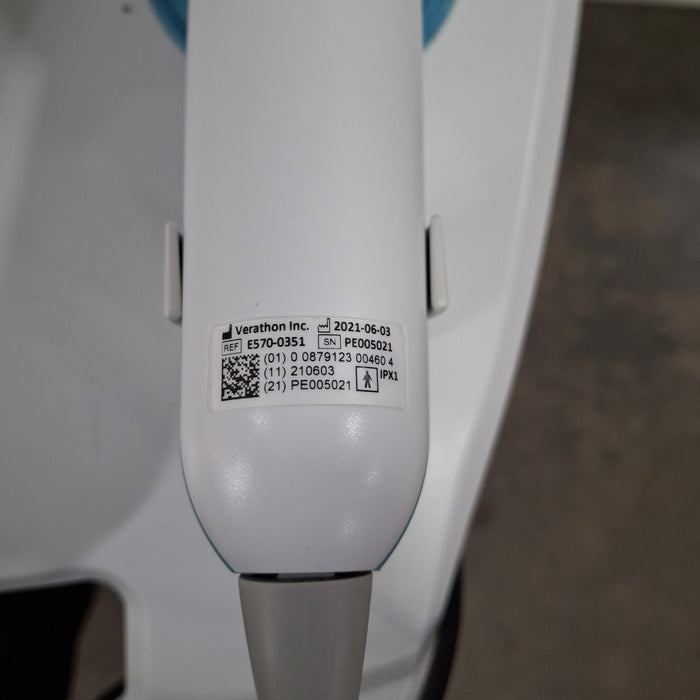 Verathon Inc. 2021-06-03
REF E570-0351 SN PE005021
(01) 0 0879123 00460 4
(11) 210603
IPX1
(21) PE005021